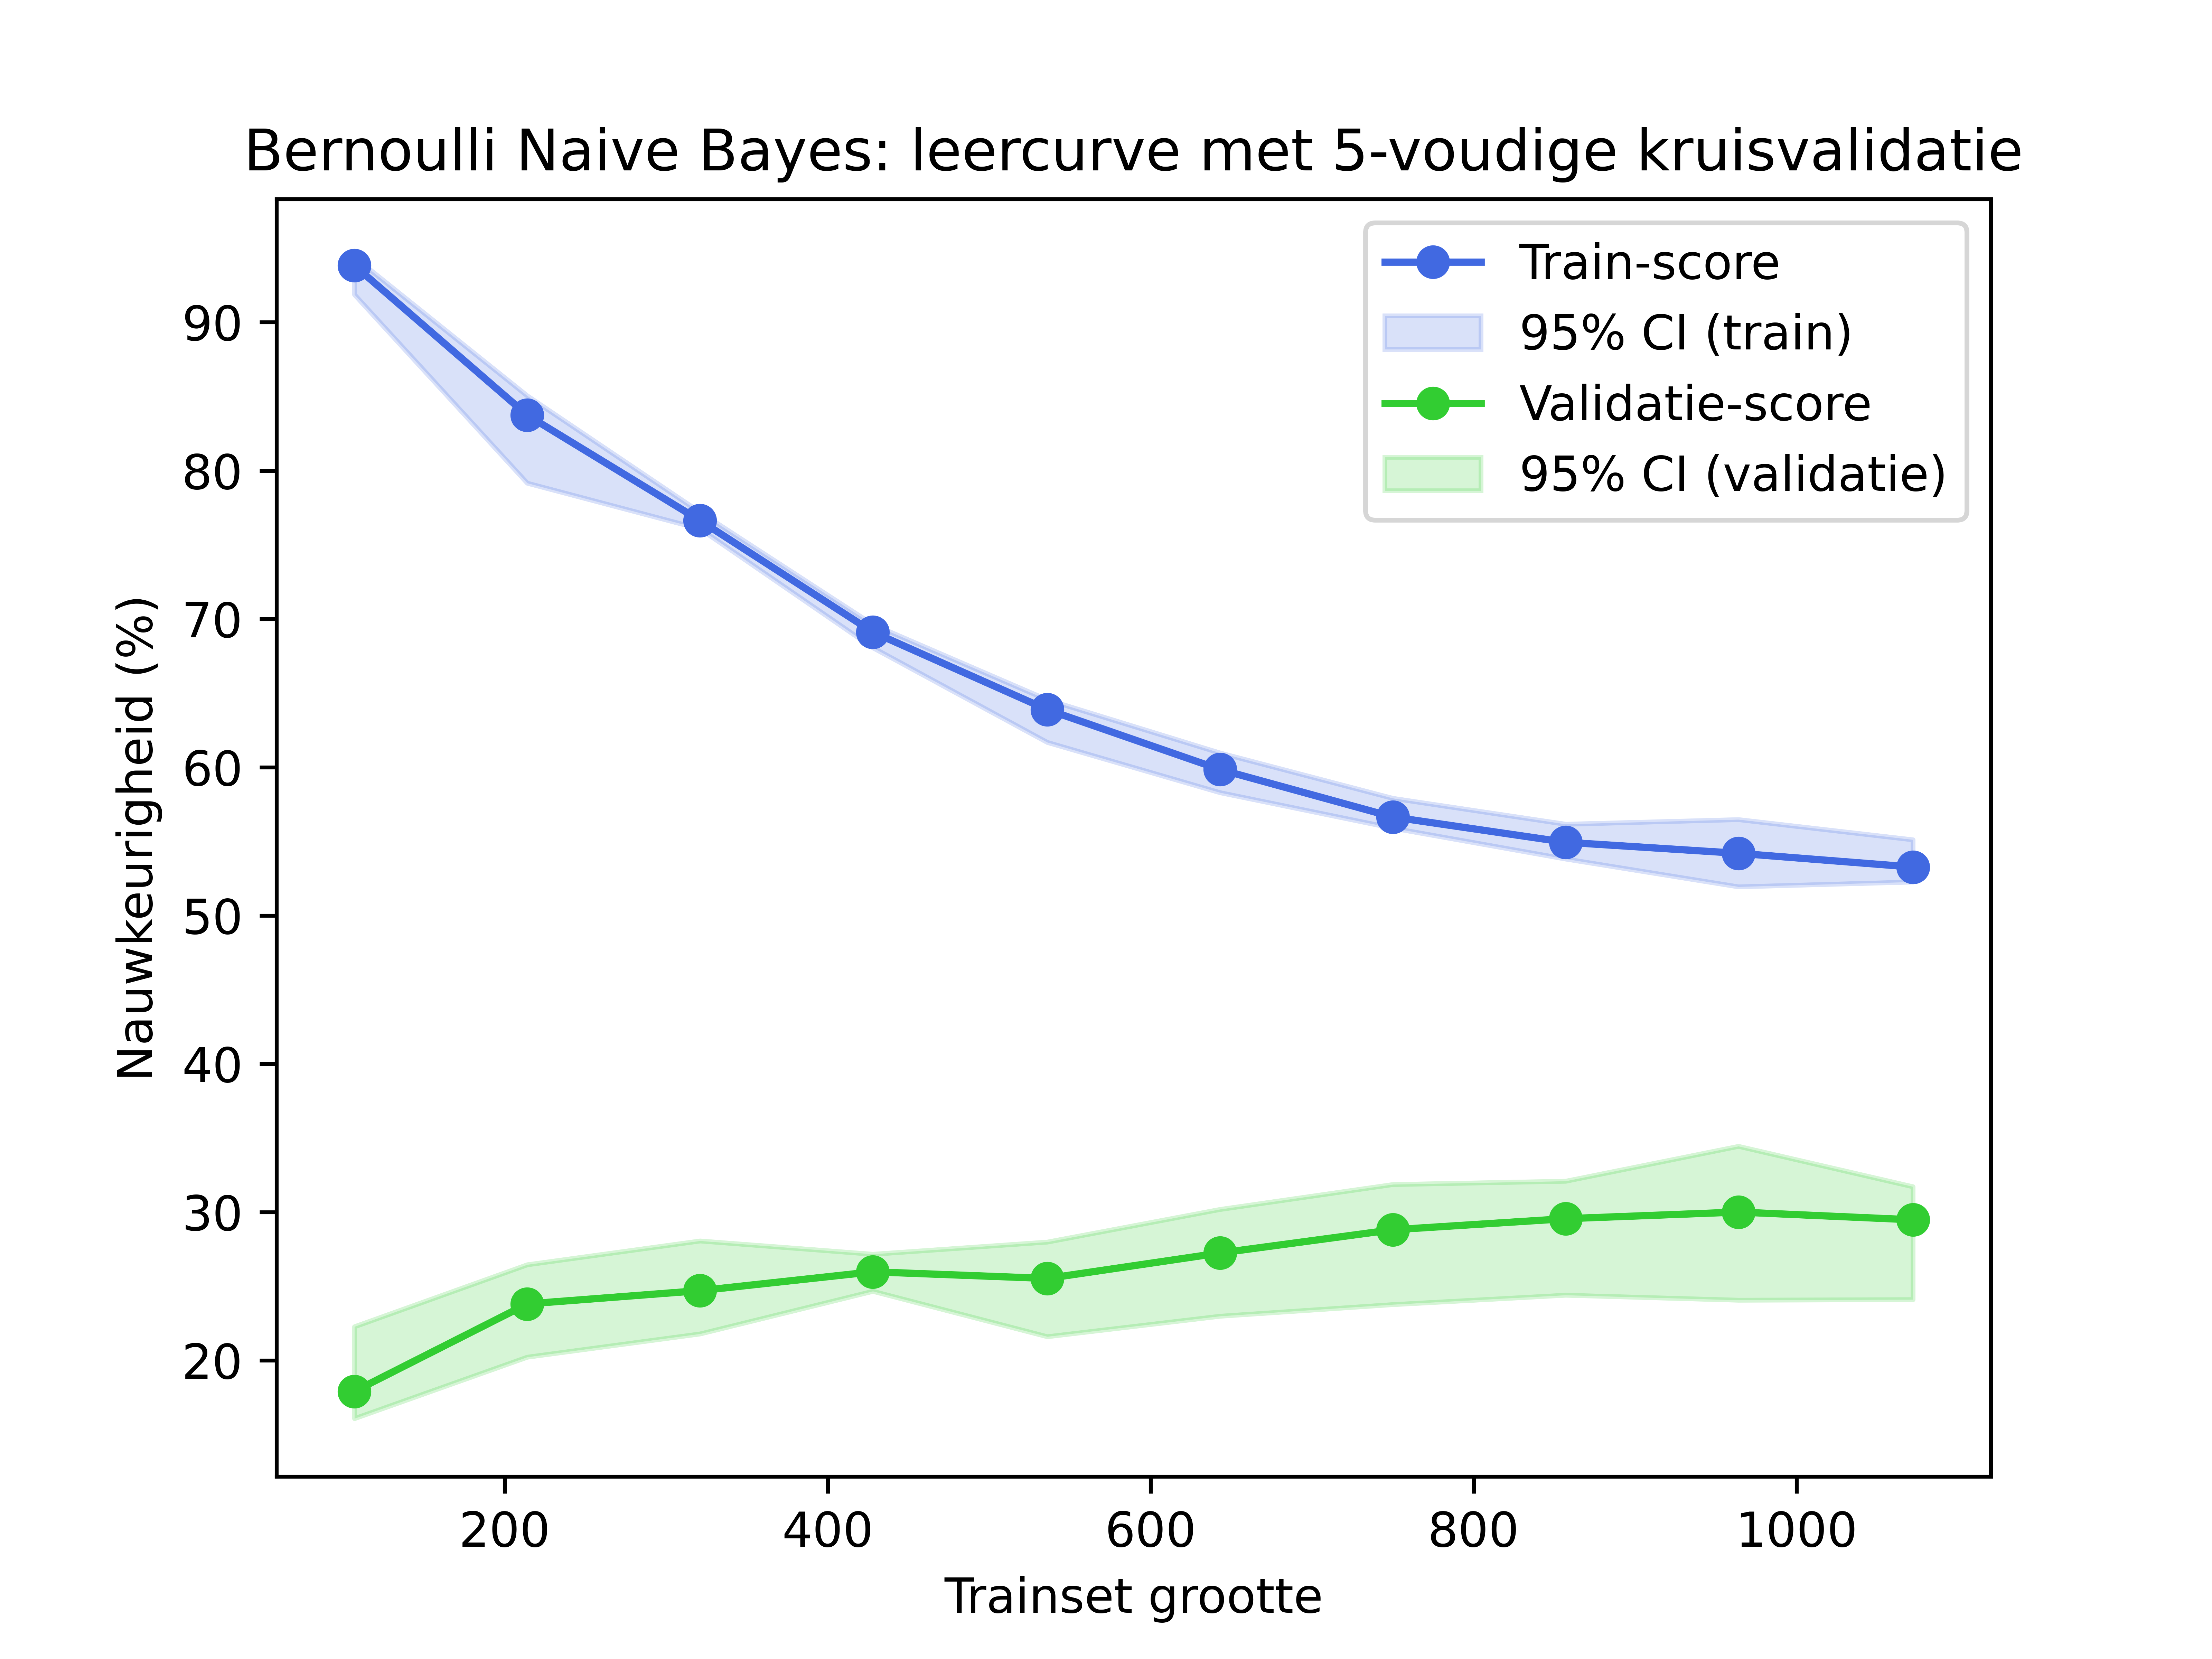 Bernoulli Naive Bayes: leercurve met 5-voudige kruisvalidatie
Train-score
95% CI (train)
Validatie-score
95% CI (validatie)
Nauwkeurigheid (%)
90
80
70
60
50
40
30
20
200 400 600 800 1000
Trainset grootte